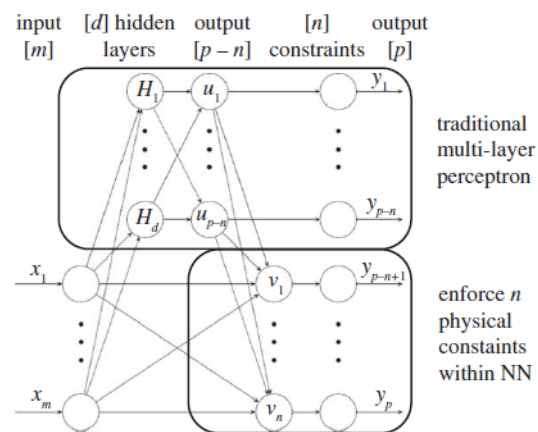 input [d] hidden output [n] output
[m] layers [p – n] constraints [p]
H1 u1 y1
traditional
multi-layer
perceptron
Hd up–n yp–n
x1 v1 yp–n+1
enforce n
physical
constaints
within NN
xm vn yp